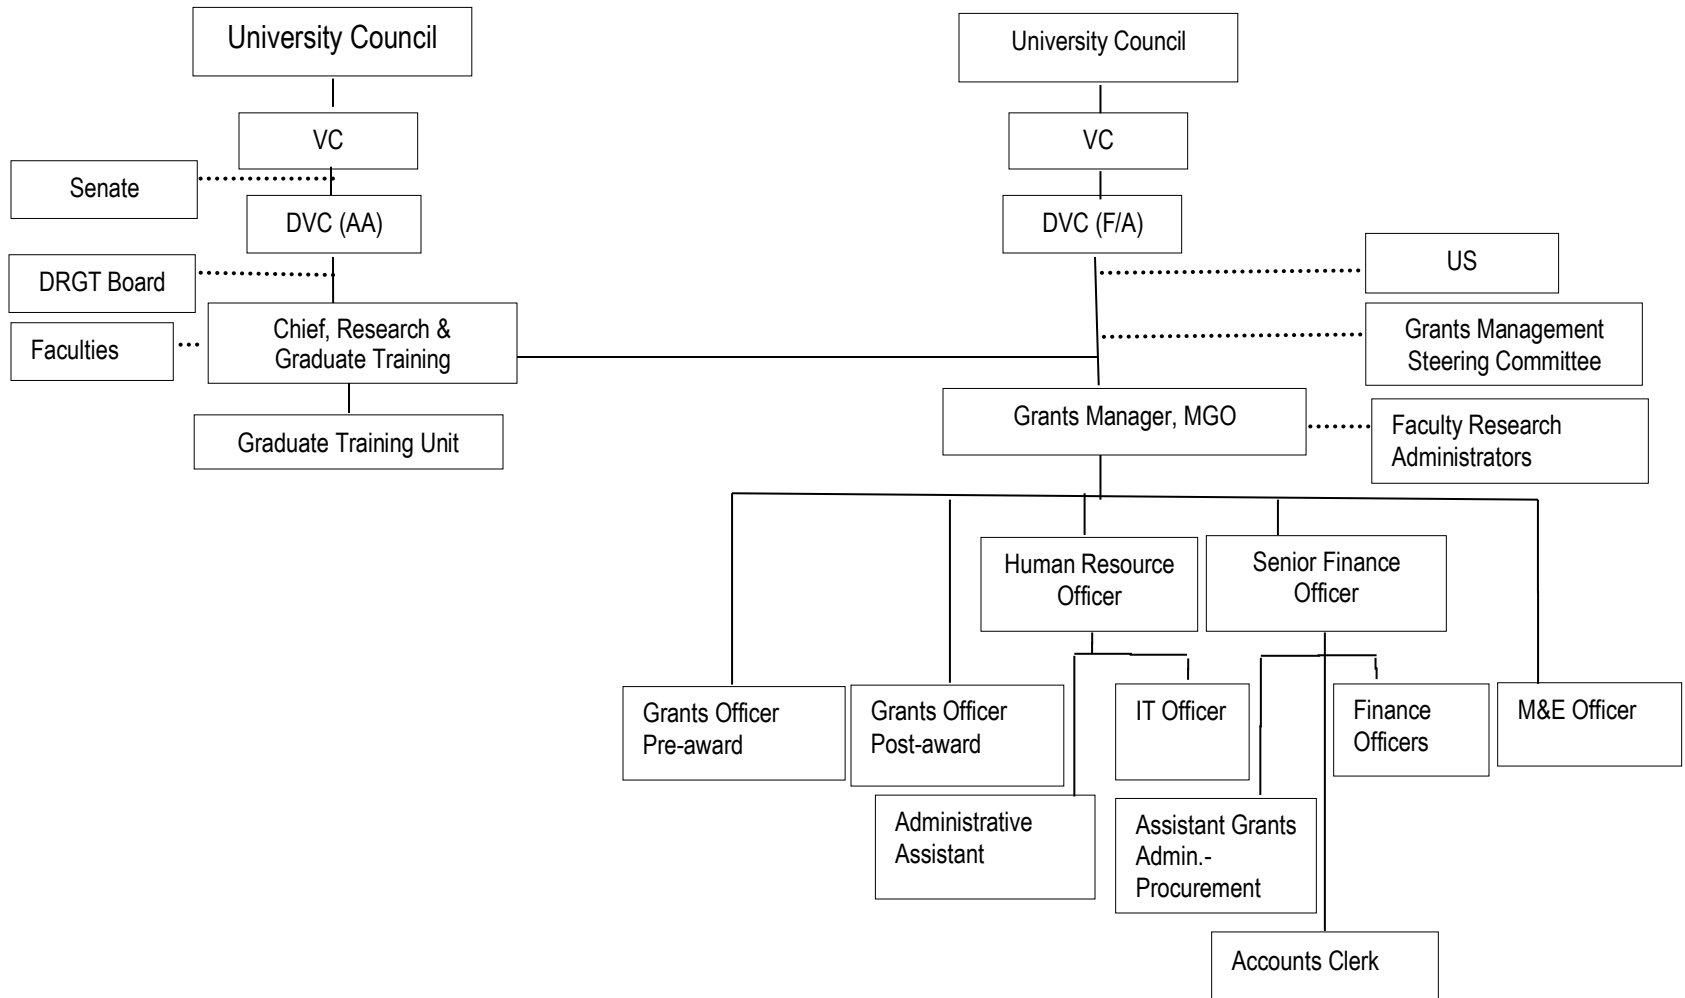 University Council
University Council
VC
VC
Senate
DVC (AA)
DVC (F/A)
US
DRGT Board
Chief, Research &
Graduate Training
Faculties
Grants Management
Steering Committee
Graduate Training Unit
Grants Manager, MGO
Faculty Research
Administrators
Human Resource
Officer
Senior Finance
Officer
Grants Officer
Pre-award
Grants Officer
Post-award
IT Officer
Finance
Officers
M&E Officer
Administrative
Assistant
Assistant Grants
Admin.-
Procurement
Accounts Clerk